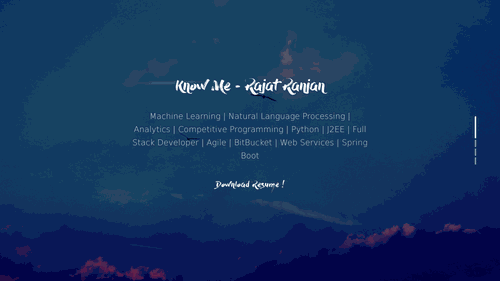 Know Me - Rajat Ranjan
Machine Learning | Natural Language Processing |
Analytics | Competitive Programming | Python | J2EE | Full
Stack Developer | Agile | BitBucket | Web Services | Spring
Boot
Download Resume !